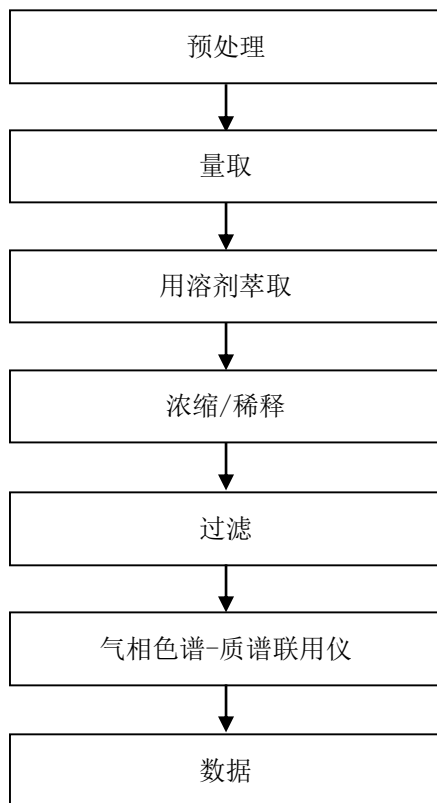 预处理
量取
用溶剂萃取
浓缩/稀释
过滤
气相色谱-质谱联用仪
数据